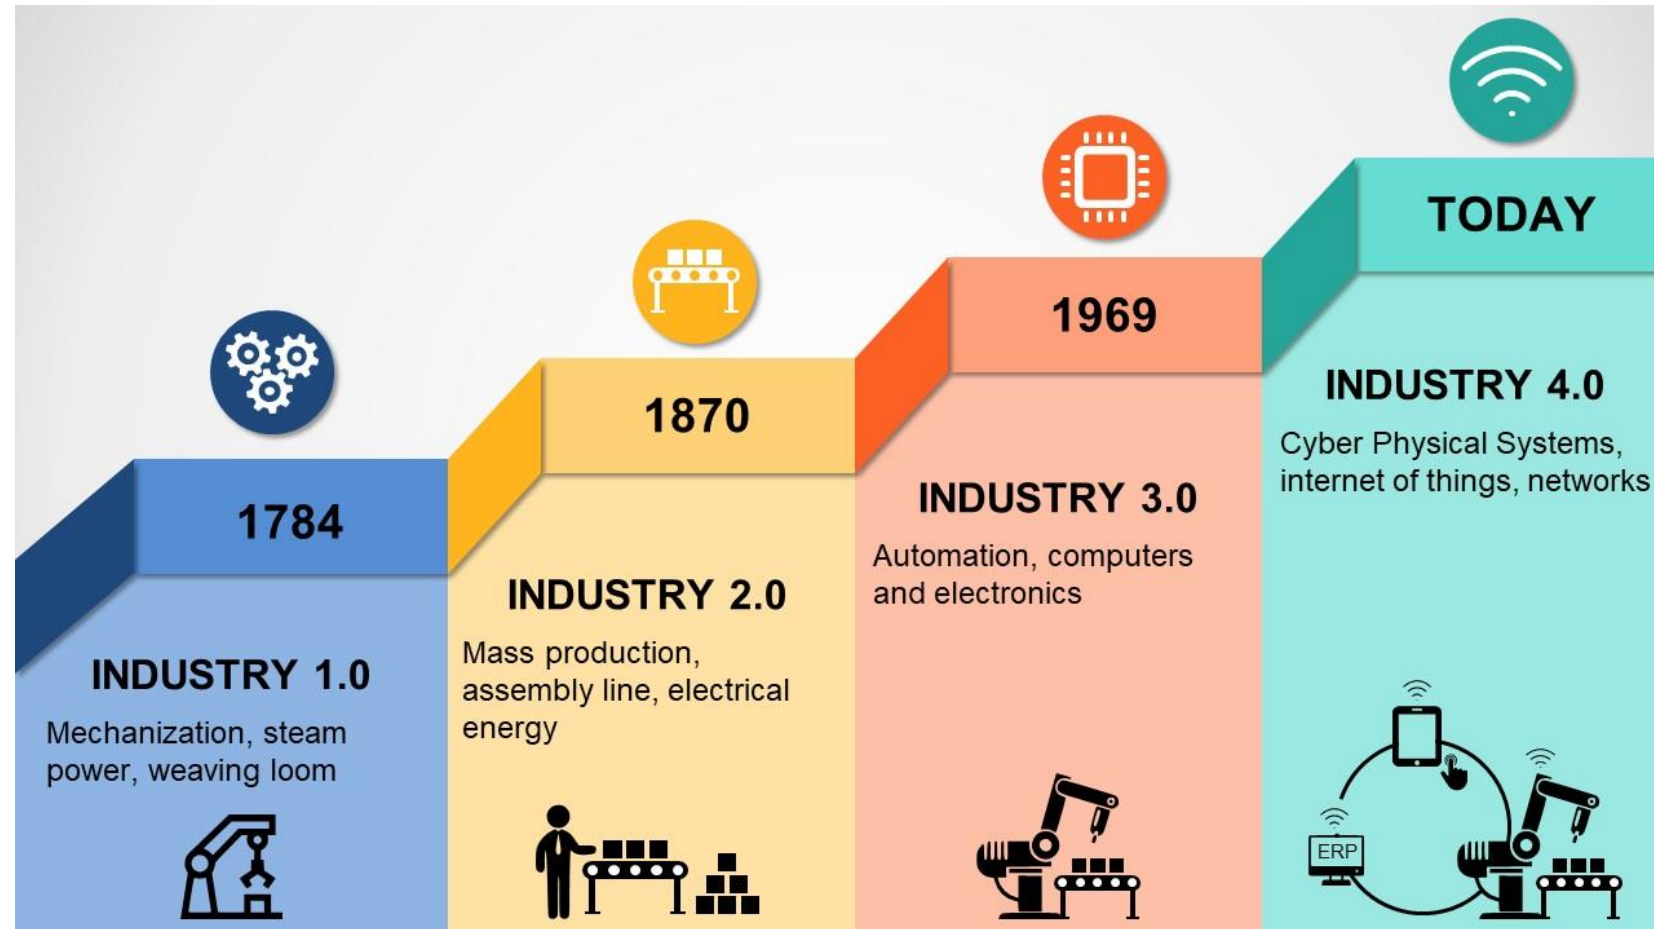 1784
INDUSTRY 1.0
Mechanization, steam
power, weaving loom
1870
INDUSTRY 2.0
Mass production,
assembly line, electrical
energy
1969
INDUSTRY 3.0
Automation, computers
and electronics
TODAY
INDUSTRY 4.0
Cyber Physical Systems,
internet of things, networks
ERP